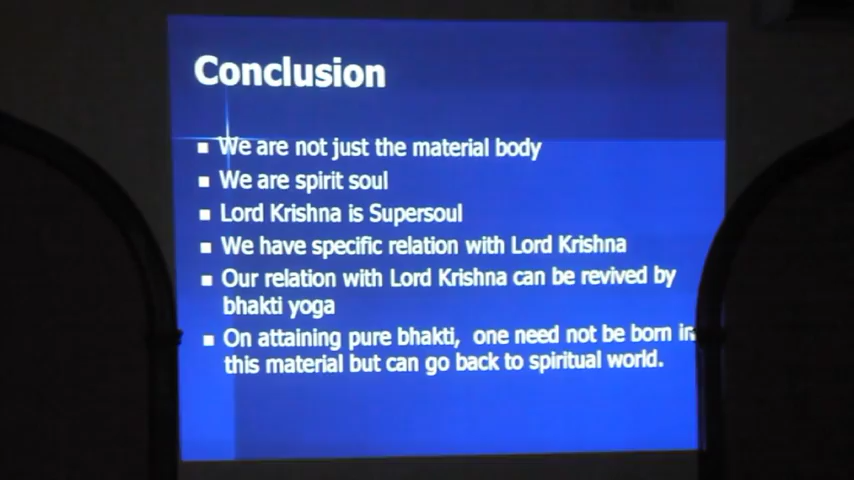 Conclusion
We are not just the material body
We are spirit soul
Lord Krishna is Supersoul
We have specific relation with Lord Krishna
Our relation with Lord Krishna can be revived by
bhakti yoga
On attaining pure bhakti, one need not be born in
this material but can go back to spiritual world.